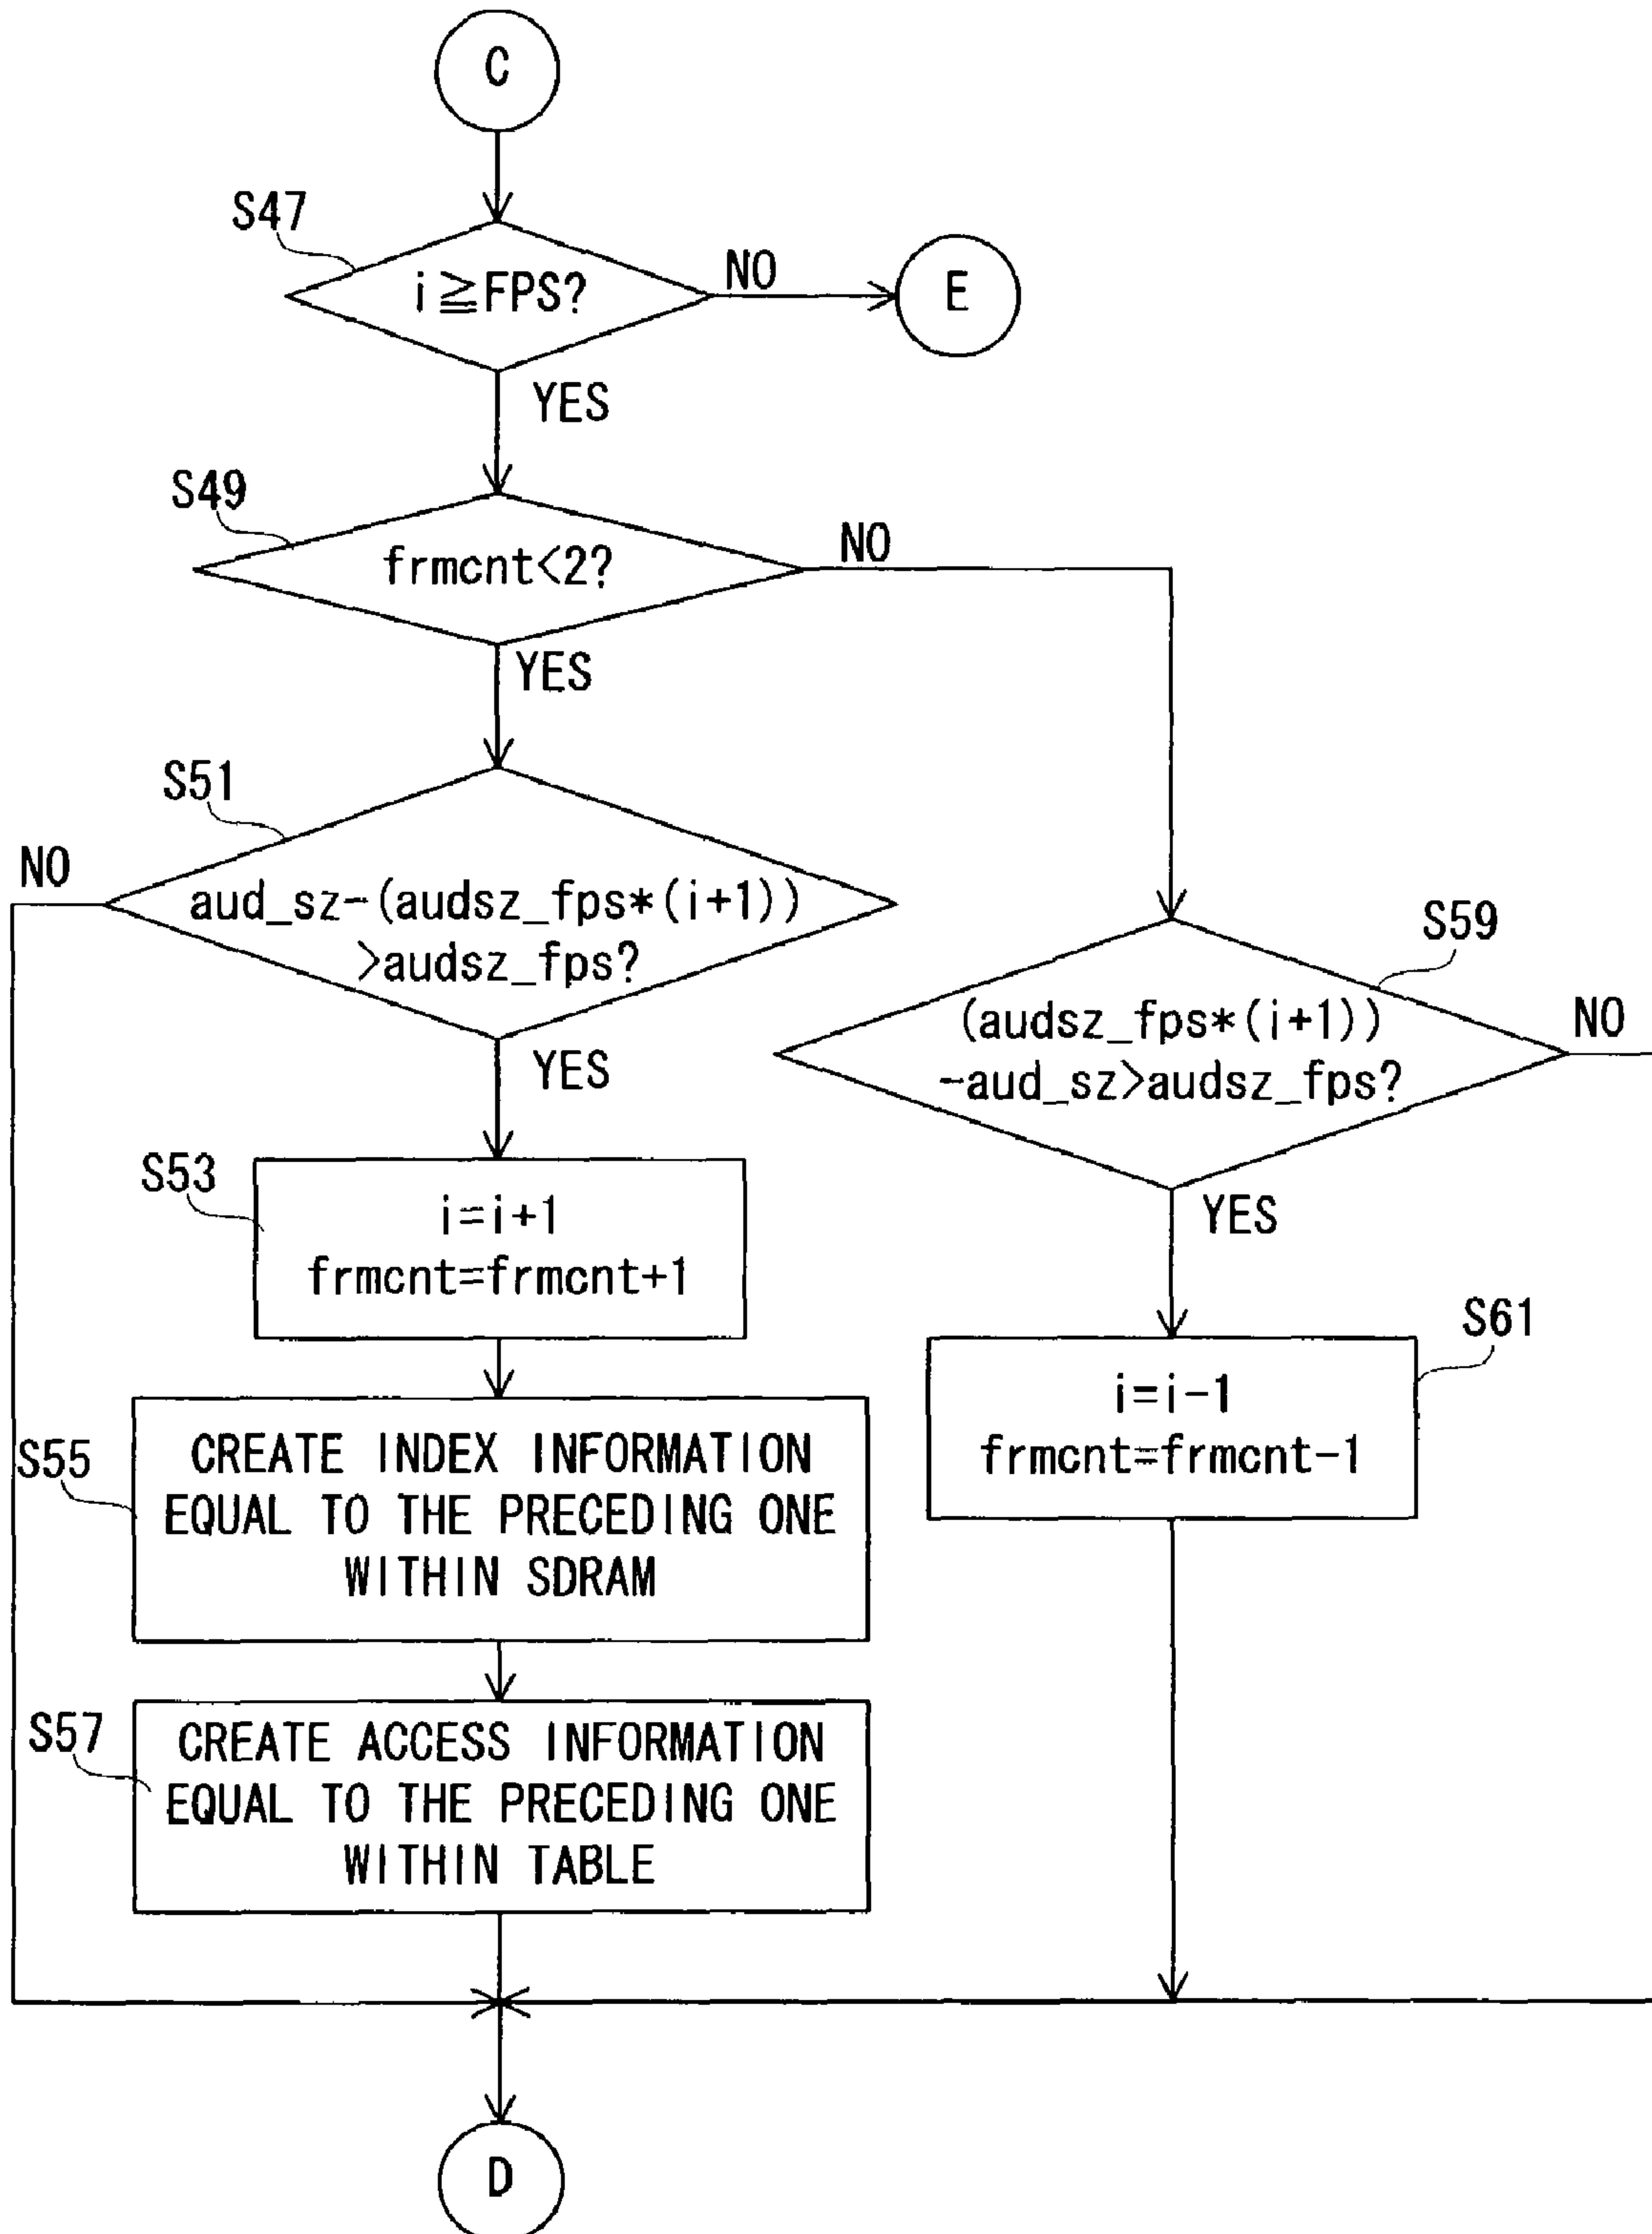 C
S47
i≧FPS?
NO
E
YES
S49
frmcnt<2?
NO
YES
S51
NO
aud_sz-(audsz_fps*(i+1))
>audsz_fps?
YES
S59
(audsz_fps*(i+1))
-aud_sz>audsz_fps?
NO
YES
S53
i=i+1
frmcnt=frmcnt+1
S61
i=i-1
frmcnt=frmcnt-1
S55
CREATE INDEX INFORMATION
EQUAL TO THE PRECEDING ONE
WITHIN SDRAM
S57
CREATE ACCESS INFORMATION
EQUAL TO THE PRECEDING ONE
WITHIN TABLE
D